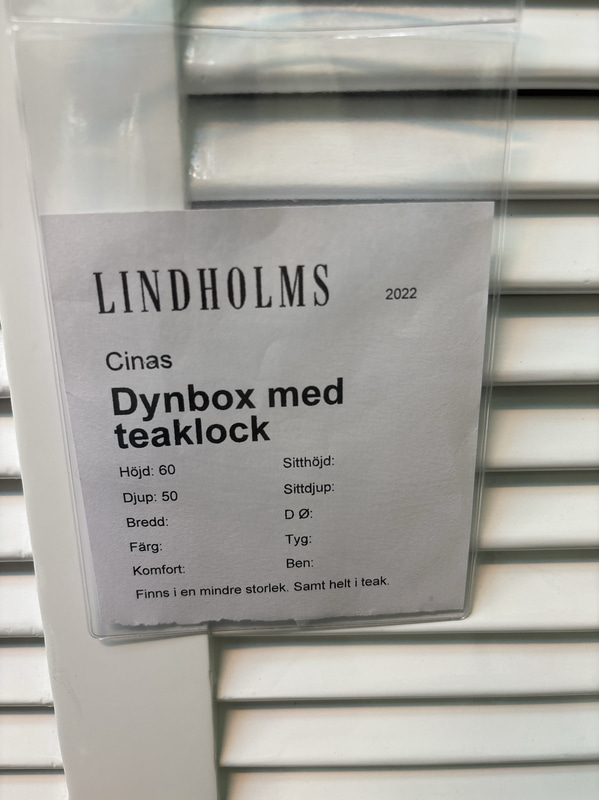 LINDHOLMS 2022
Cinas
Dynbox med
teaklock
Höjd: 60 Sitthöjd:
Djup: 50 Sittdjup:
Bredd: D Ø:
Färg: Tyg:
Komfort: Ben:
Finns i en mindre storlek. Samt helt i teak.